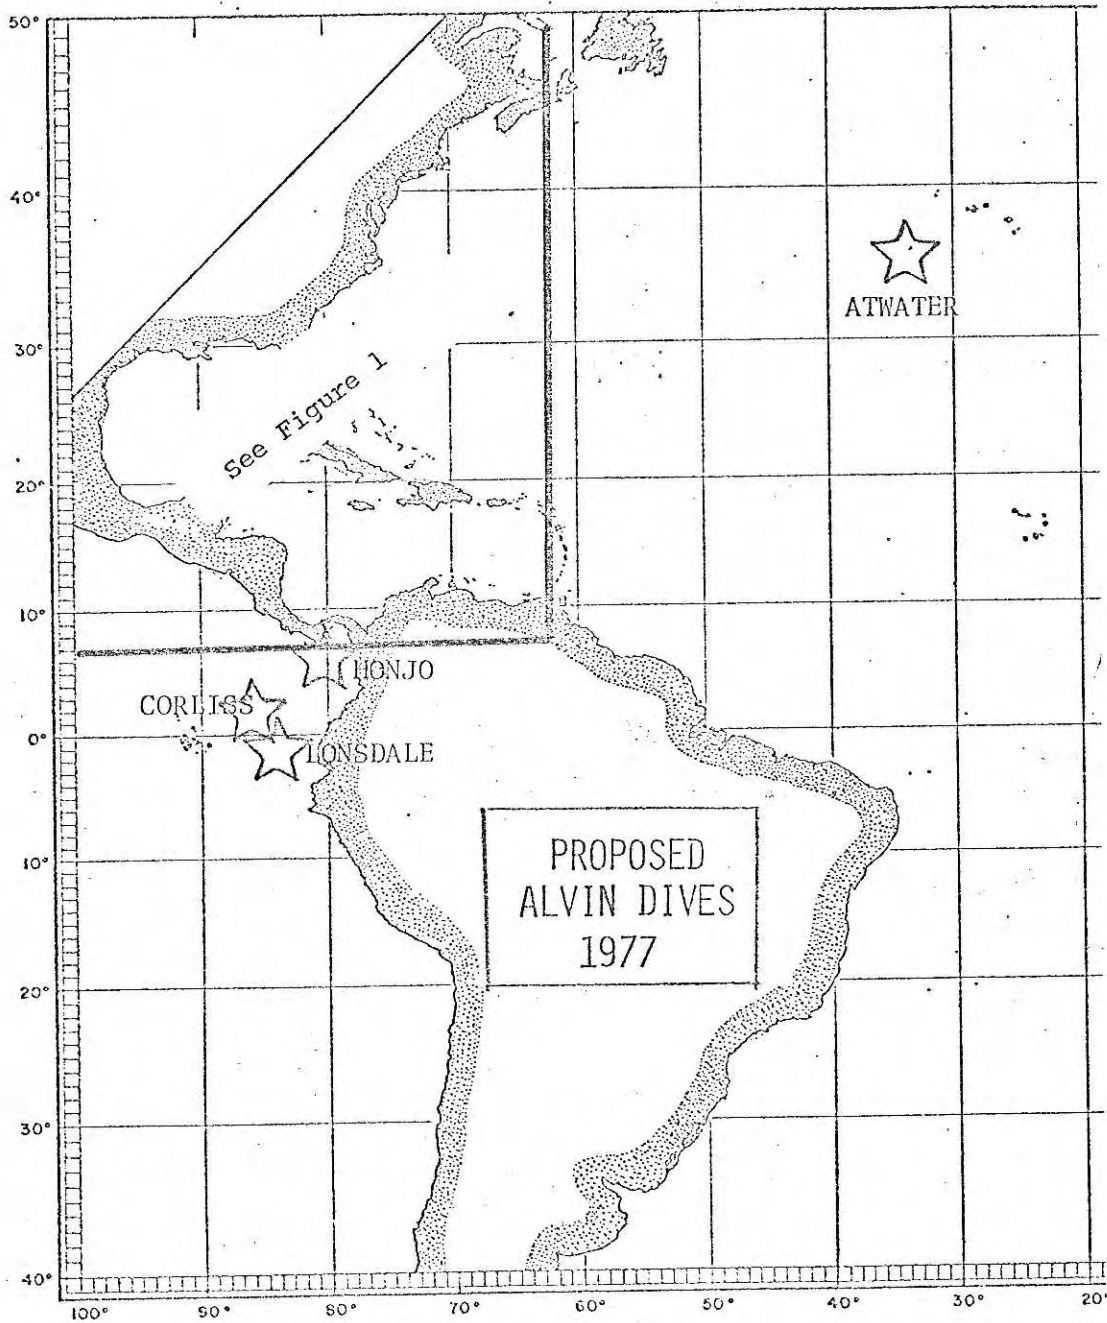 50°
40°
ATWATER
30°
See Figure 1
20°
10°
HONJO
CORLISS
0°
LONSDALE
PROPOSED
ALVIN DIVES
1977
10°
20°
30°
40°
100° 90° 80° 70° 60° 50° 40° 30° 20°